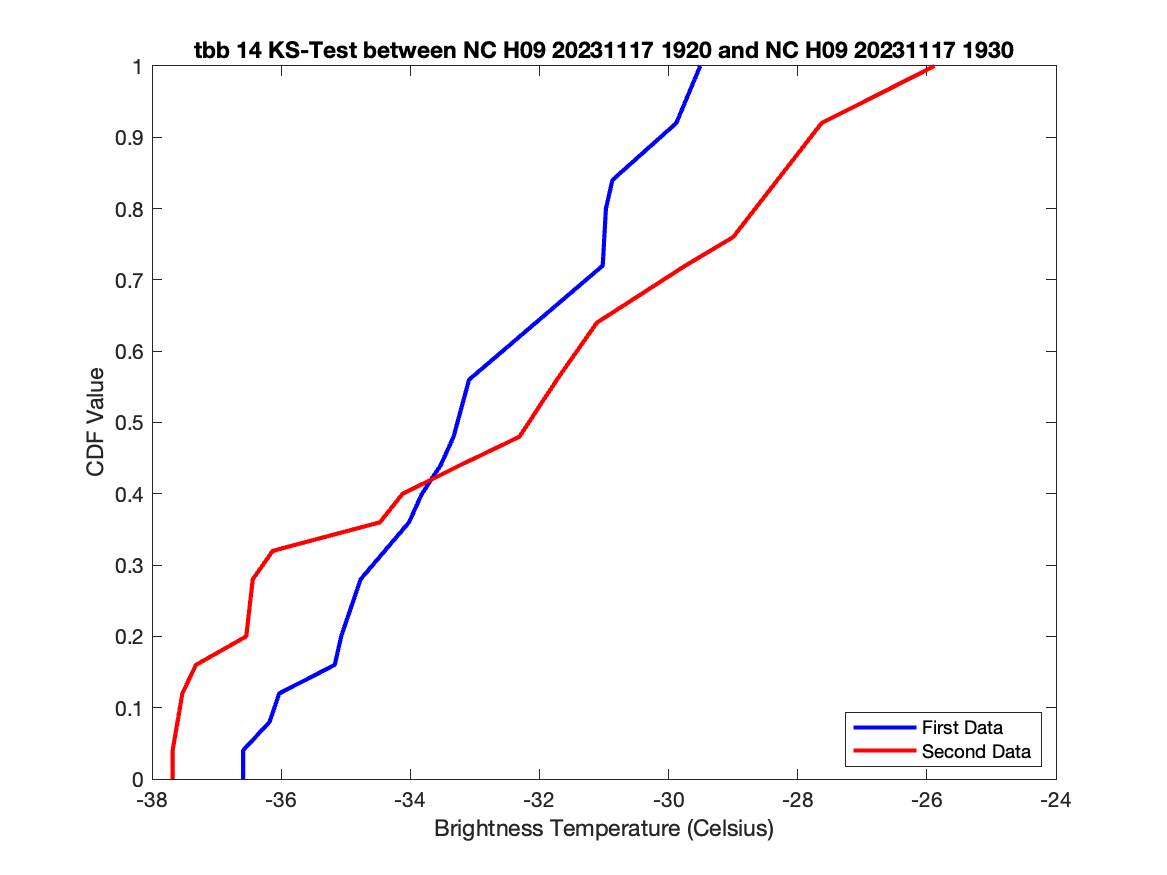 tbb 14 KS-Test between NC H09 20231117 1920 and NC H09 20231117 1930
1
0.9
0.8
0.7
0.6
0.5
0.4
0.3
0.2
0.1
0
CDF Value
First Data
Second Data
-38 -36 -34 -32 -30 -28 -26 -24
Brightness Temperature (Celsius)